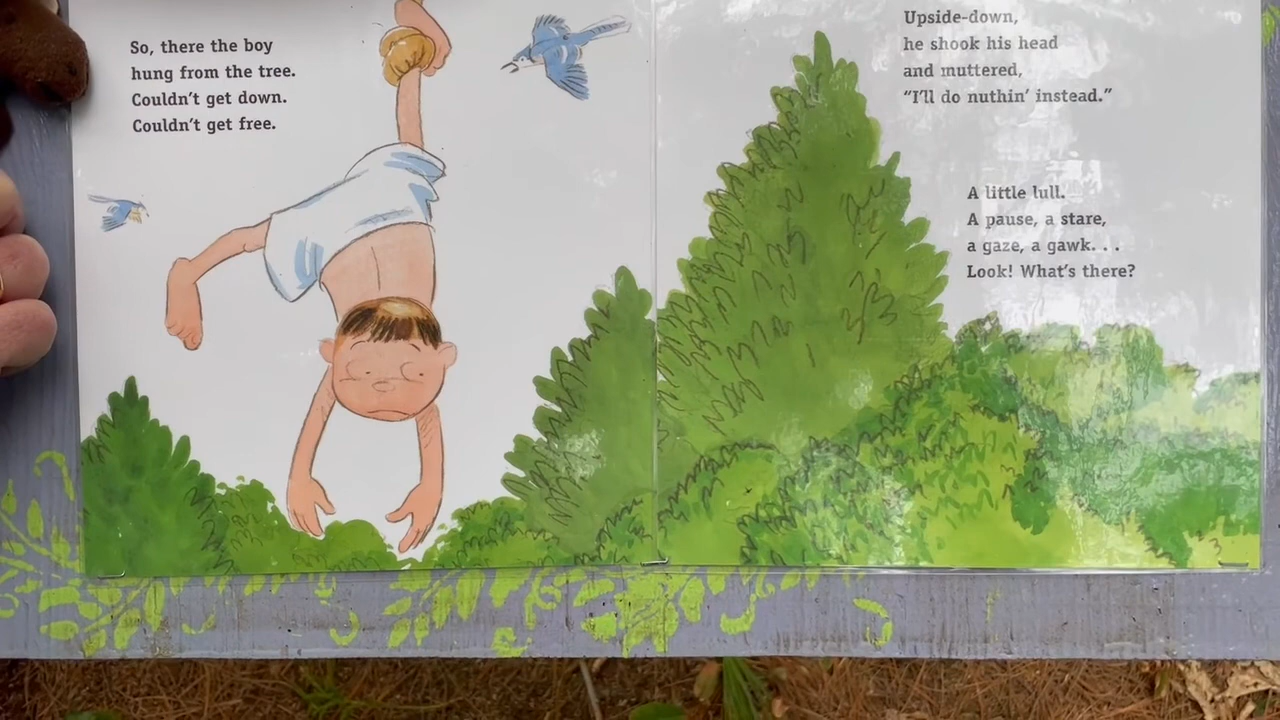 So, there the boy
hung from the tree.
Couldn't get down.
Couldn't get free.
Upside-down,
he shook his head
and muttered,
“I'll do nuthin' instead.”
A little lull.
A pause, a stare,
a gaze, a gawk. . .
Look! What's there?